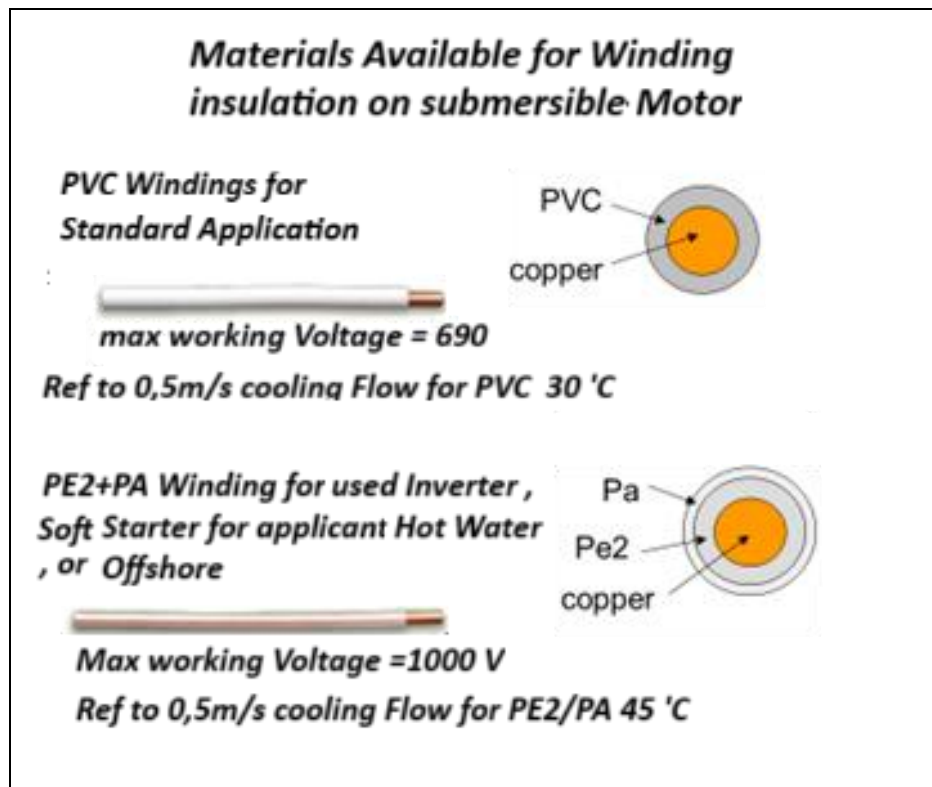 Materials Available for Winding
insulation on submersible Motor
PVC Windings for
Standard Application
:
PVC
copper
max working Voltage = 690
Ref to 0,5m/s cooling Flow for PVC 30 'C
PE2+PA Winding for used Inverter ,
Soft Starter for applicant Hot Water
, or Offshore
Pa
Pe2
copper
Max working Voltage =1000 V
Ref to 0,5m/s cooling Flow for PE2/PA 45 'C